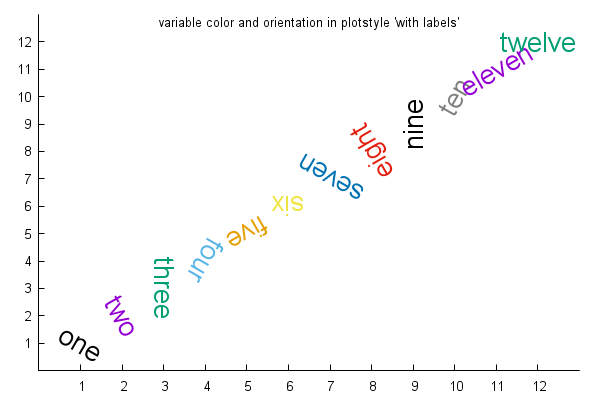 variable color and orientation in plotstyle 'with labels'
12
11
10
9
8
7
6
5
4
3
2
1
twelve
eleven
ten
nine
eight
seven
six
five
four
three
two
one
1 2 3 4 5 6 7 8 9 10 11 12